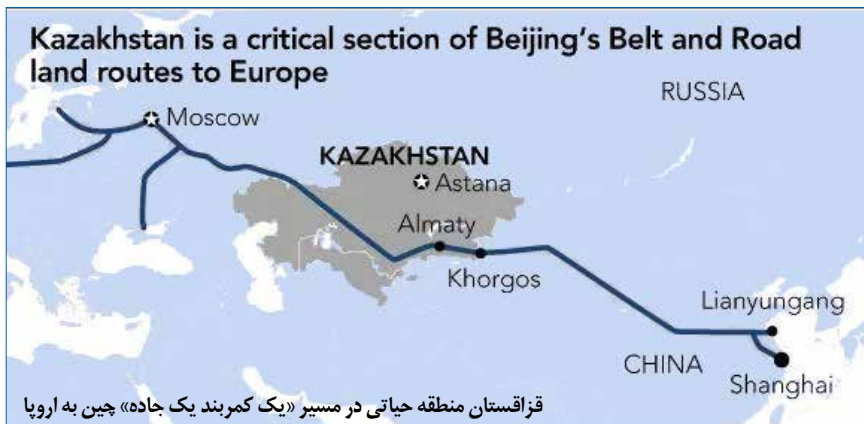 Kazakhstan is a critical section of Beijing's Belt and Road
land routes to Europe
RUSSIA
Moscow
KAZAKHSTAN
Astana
Almaty
Khorgos
Lianyungang
CHINA
Shanghai
قزاقستان منطقه حیاتی در مسیر «یک کمربند یک جاده» چین به اروپا